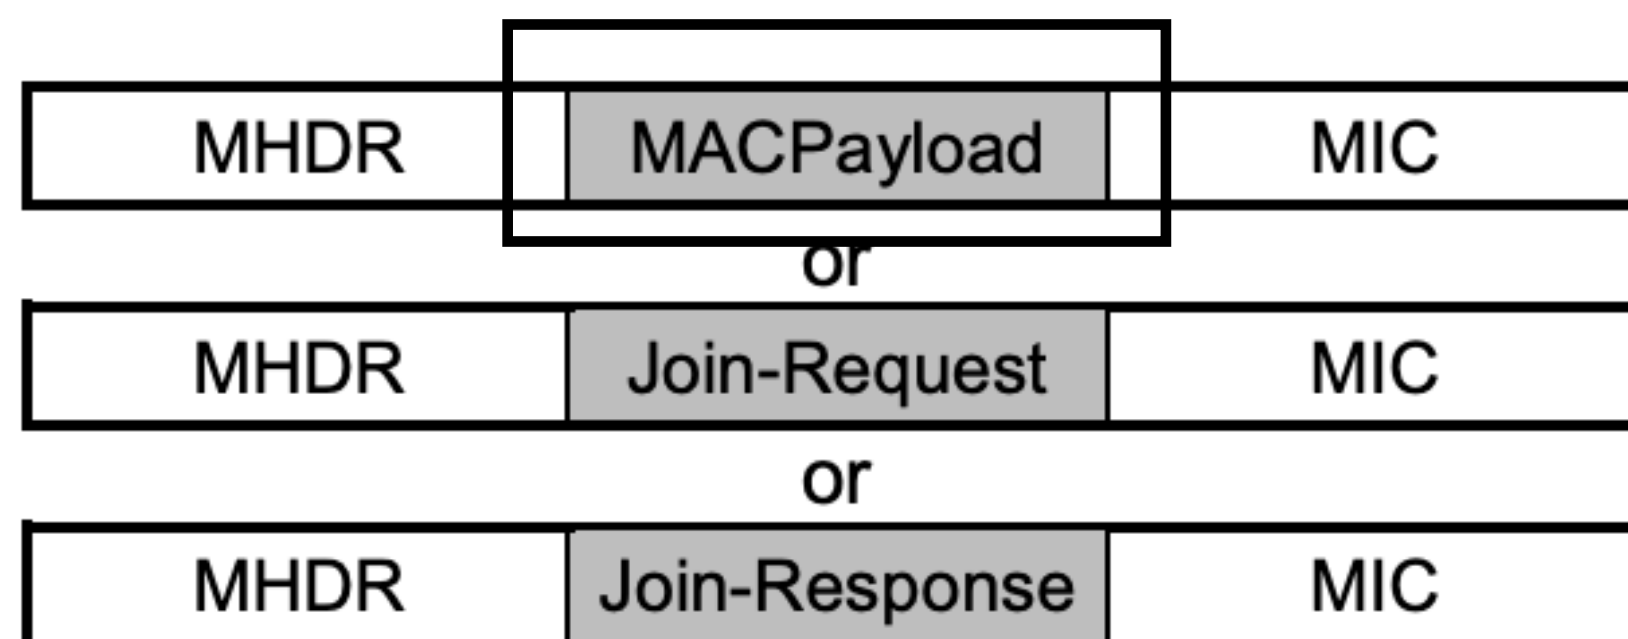 MHDR MACPayload MIC
or
MHDR Join-Request MIC
or
MHDR Join-Response MIC